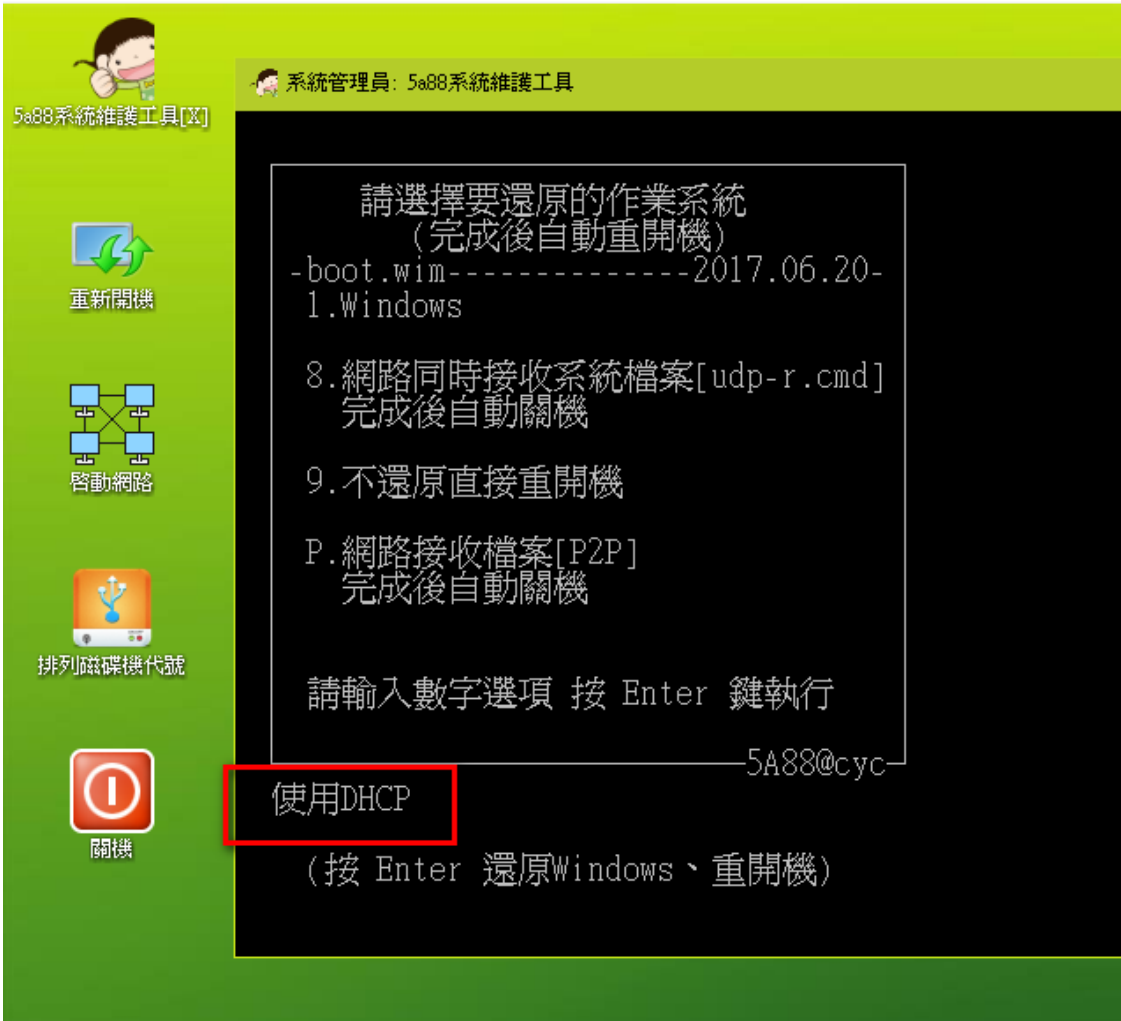 5a88系統維護工具[X]
重新開機
啓動網路
排列磁碟機代號
關機
系統管理員: 5a88系統維護工具
請選擇要還原的作業系統
(完成後自動重開機)
-boot.wim--------------2017.06.20-
1.Windows
8.網路同時接收系統檔案[udp-r.cmd]
完成後自動關機
9.不還原直接重開機
P.網路接收檔案[P2P]
完成後自動關機
請輸入數字選項 按 Enter 鍵執行
5A88@cyc
使用DHCP
(按 Enter 還原Windows、重開機)